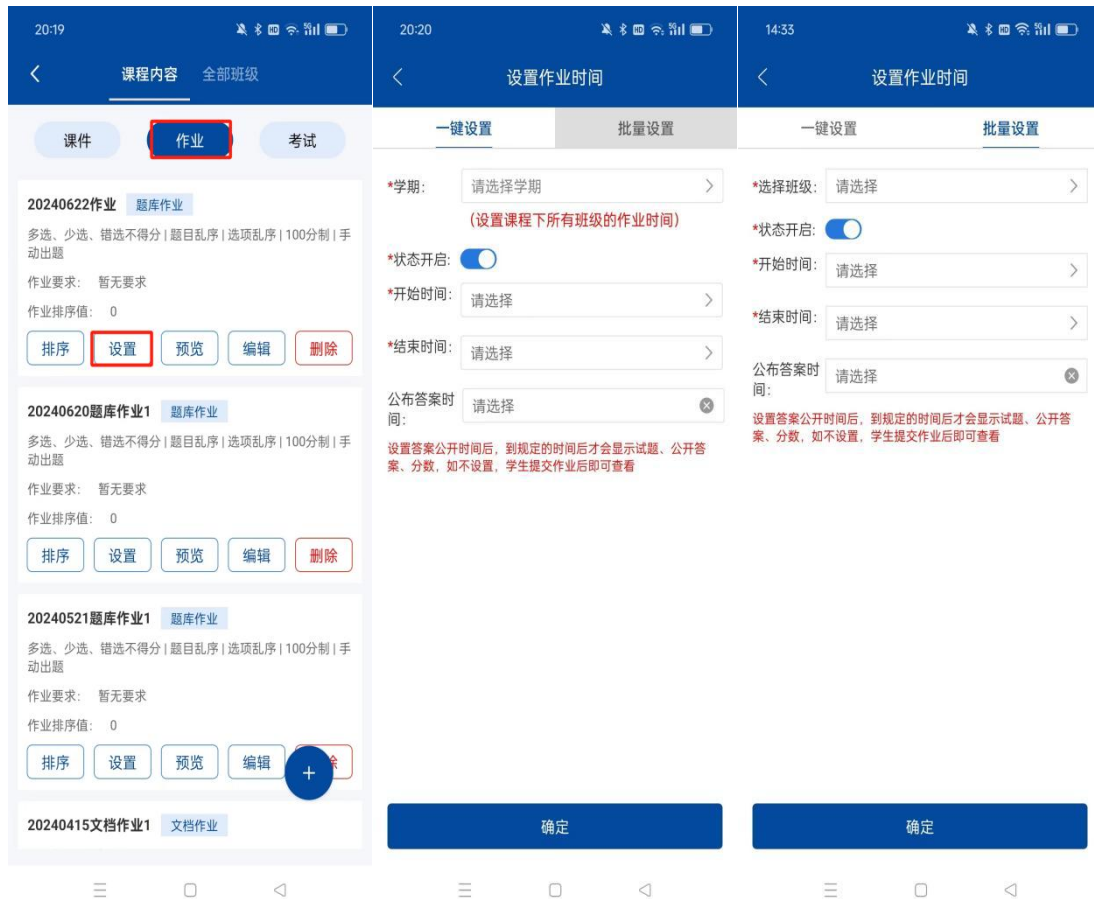 20:19
课程内容 全部班级
课件 作业 考试
20240622作业 题库作业
多选、少选、错选不得分 | 题目乱序 | 选项乱序 | 100分制 | 手
动出题
作业要求: 暂无要求
作业排序值: 0
排序 设置 预览 编辑 删除
20240620题库作业1 题库作业
多选、少选、错选不得分 | 题目乱序 | 选项乱序 | 100分制 | 手
动出题
作业要求: 暂无要求
作业排序值: 0
排序 设置 预览 编辑 删除
20240521题库作业1 题库作业
多选、少选、错选不得分 | 题目乱序 | 选项乱序 | 100分制 | 手
动出题
作业要求: 暂无要求
作业排序值: 0
排序 设置 预览 编辑
+
20240415文档作业1 文档作业
20:20
设置作业时间
一键设置 批量设置
*学期: 请选择学期
(设置课程下所有班级的作业时间)
*状态开启:
*开始时间: 请选择
*结束时间: 请选择
公布答案时 请选择
间:
设置答案公开时间后，到规定的时间后才会显示试题、公开答
案、分数，如不设置，学生提交作业后即可查看
确定
14:33
设置作业时间
一键设置 批量设置
*选择班级: 请选择
*状态开启:
*开始时间: 请选择
*结束时间: 请选择
公布答案时 请选择
间:
设置答案公开时间后，到规定的时间后才会显示试题、公开答
案、分数，如不设置，学生提交作业后即可查看
确定